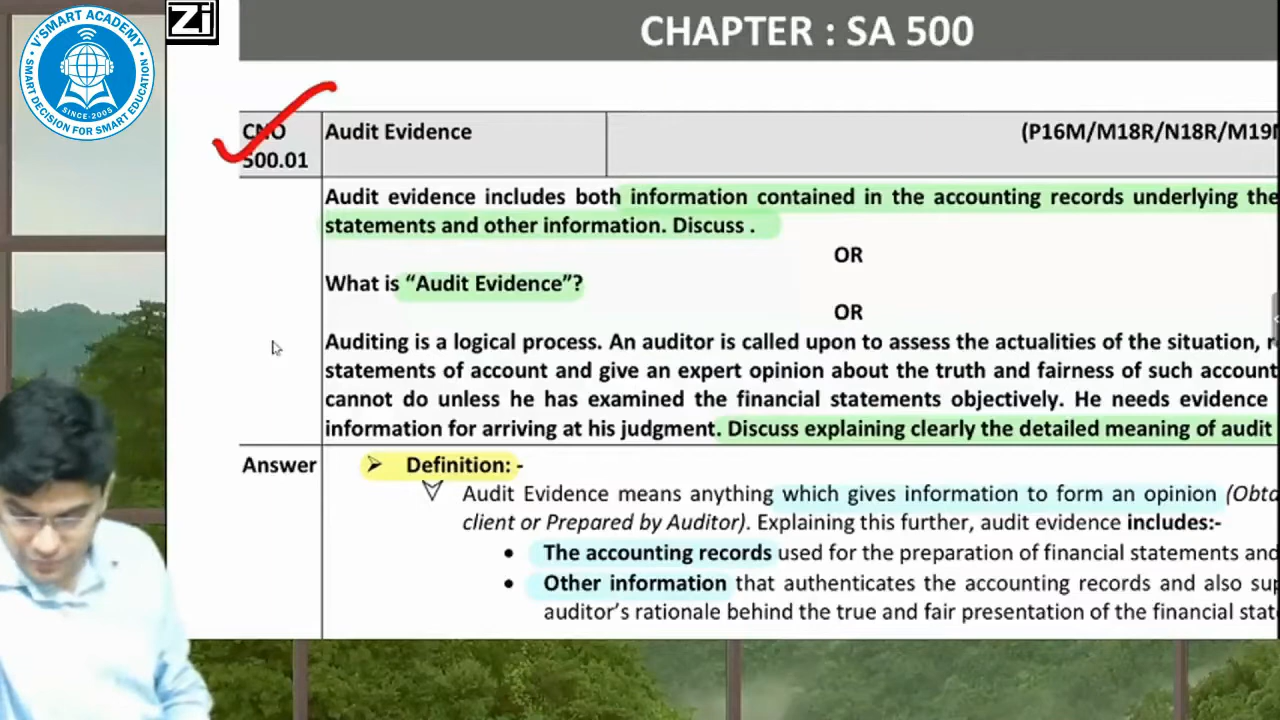 V'SMART ACADEMY
SMART DECISION FOR SMART EDUCATION
SINCE-2005
Zi
CHAPTER : SA 500
CNO
500.01
Audit Evidence
(P16M/M18R/N18R/M19
Audit evidence includes both information contained in the accounting records underlying the
statements and other information. Discuss .
OR
What is “Audit Evidence”?
OR
Auditing is a logical process. An auditor is called upon to assess the actualities of the situation,
statements of account and give an expert opinion about the truth and fairness of such account
cannot do unless he has examined the financial statements objectively. He needs evidence
information for arriving at his judgment. Discuss explaining clearly the detailed meaning of audit
Answer
➤ Definition: -
Audit Evidence means anything which gives information to form an opinion
client or Prepared by Auditor). Explaining this further, audit evidence includes:-
• The accounting records used for the preparation of financial statements and
• Other information that authenticates the accounting records and also
auditor’s rationale behind the true and fair presentation of the financial